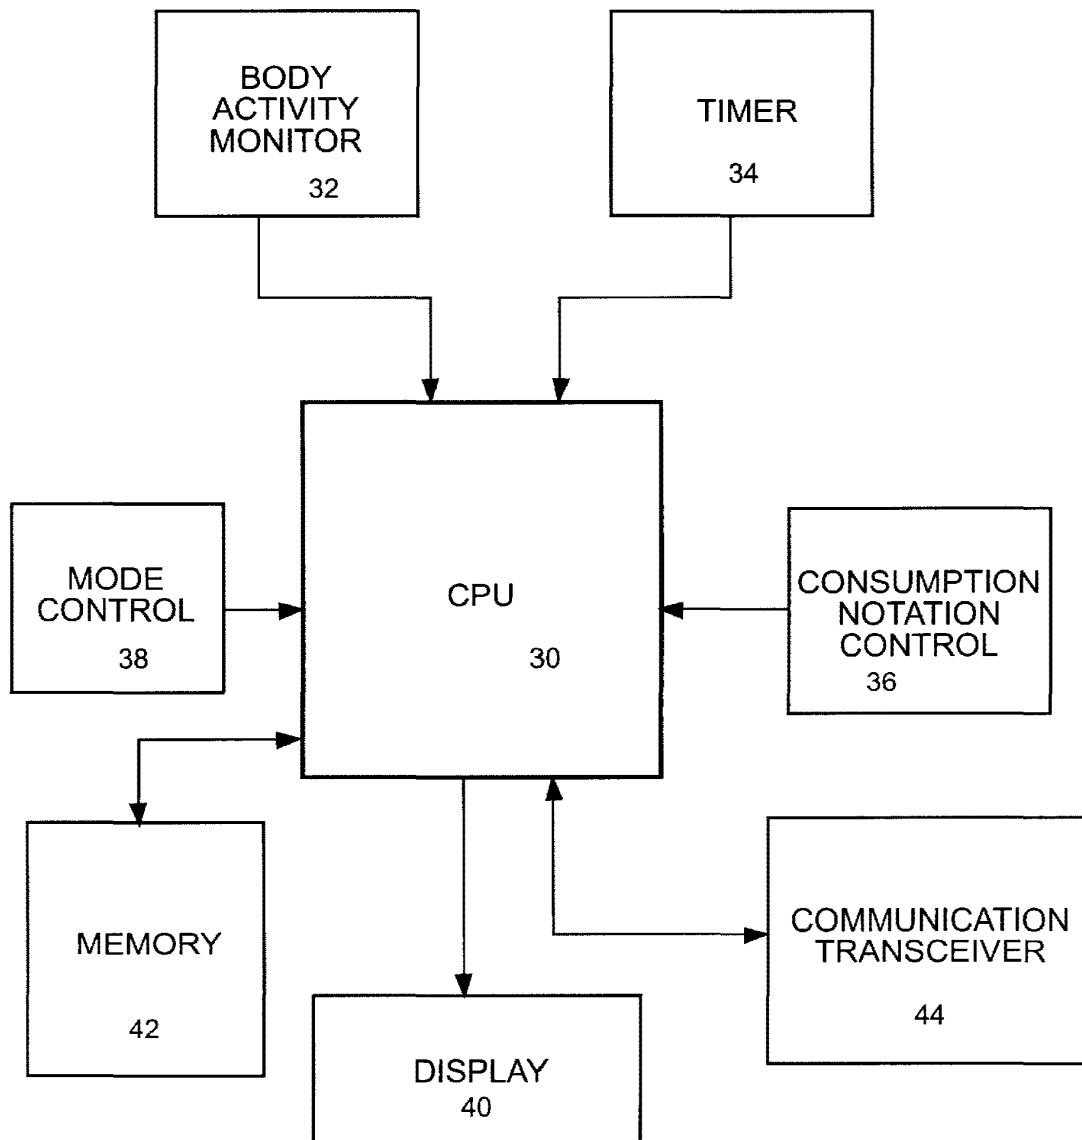 BODY
ACTIVITY
MONITOR
32
TIMER
34
MODE
CONTROL
38
CPU
30
CONSUMPTION
NOTATION
CONTROL
36
MEMORY
42
DISPLAY
40
COMMUNICATION
TRANSCEIVER
44